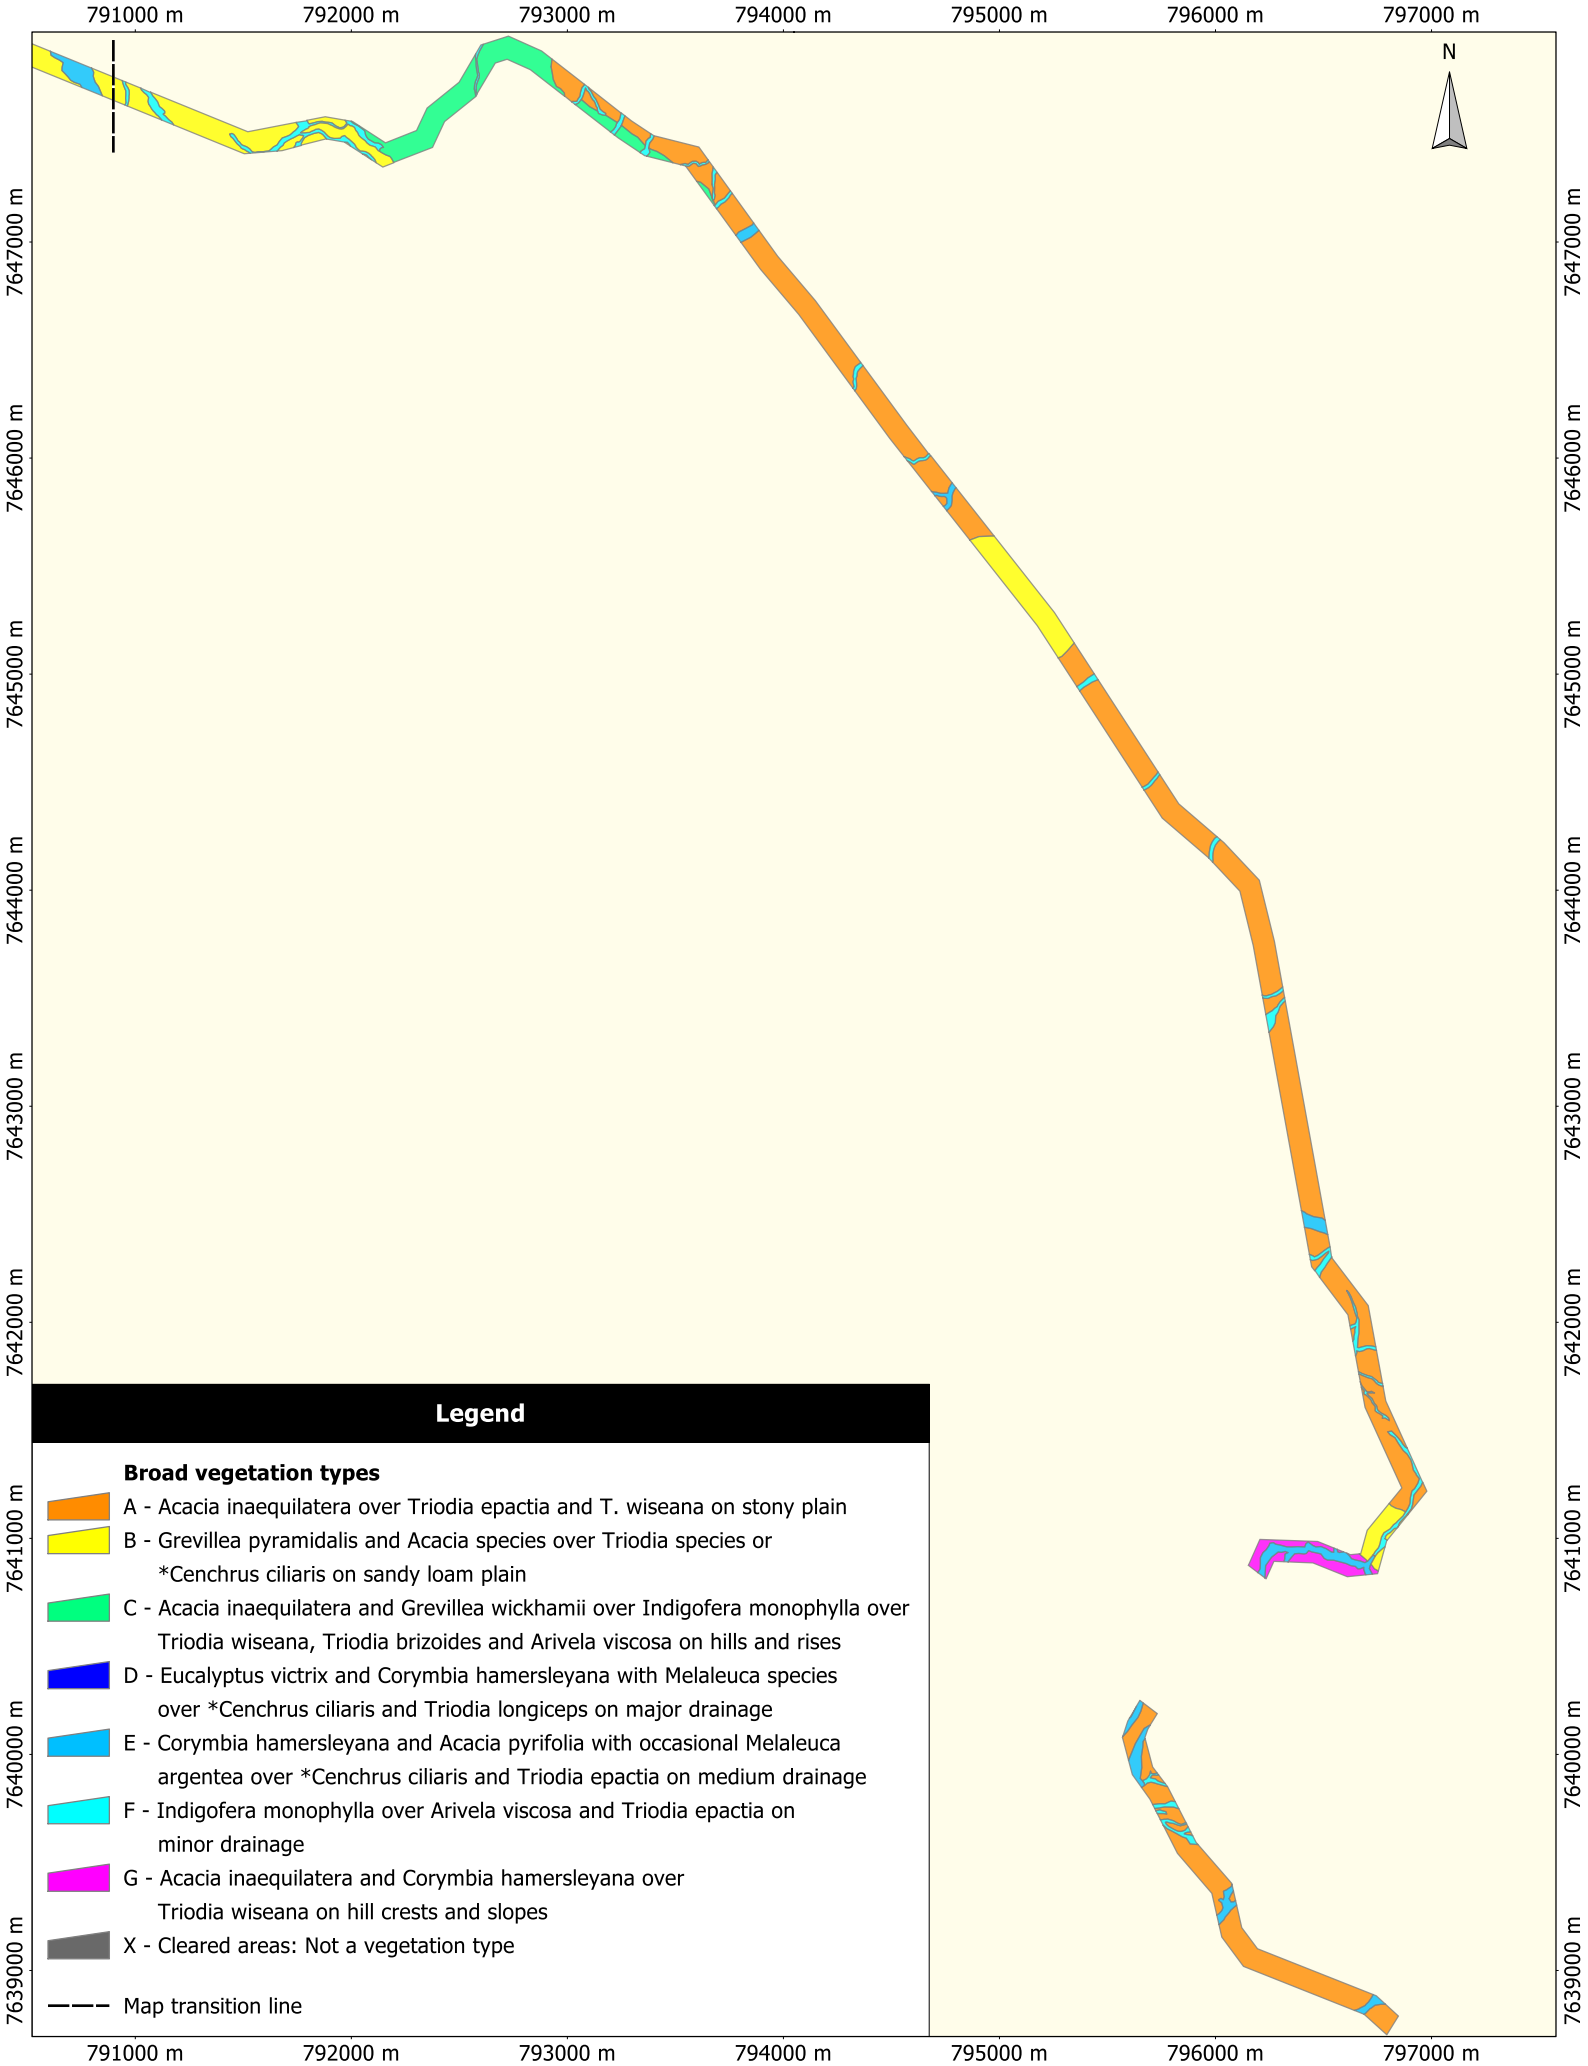 791000 m 792000 m 793000 m 794000 m 795000 m 796000 m 797000 m
N
7647000 m 7647000 m
7646000 m 7646000 m
7645000 m 7645000 m
7644000 m 7644000 m
7643000 m 7643000 m
7642000 m 7642000 m
7641000 m 7641000 m
7640000 m
7639000 m 7639000 m
Legend
Broad vegetation types
A - Acacia inaequilatera over Triodia epactia and T. wiseana on stony plain
B - Grevillea pyramidalis and Acacia species over Triodia species or
*Cenchrus ciliaris on sandy loam plain
C - Acacia inaequilatera and Grevillea wickhamii over Indigofera monophylla over
Triodia wiseana, Triodia brizoides and Arivela viscosa on hills and rises
D - Eucalyptus victrix and Corymbia hamersleyana with Melaleuca species
over *Cenchrus ciliaris and Triodia longiceps on major drainage
E - Corymbia hamersleyana and Acacia pyrifolia with occasional Melaleuca
argentea over *Cenchrus ciliaris and Triodia epactia on medium drainage
F - Indigofera monophylla over Arivela viscosa and Triodia epactia on
minor drainage
G - Acacia inaequilatera and Corymbia hamersleyana over
Triodia wiseana on hill crests and slopes
X - Cleared areas: Not a vegetation type
Map transition line
7640000 m
791000 m 792000 m 793000 m 794000 m 795000 m 796000 m 797000 m